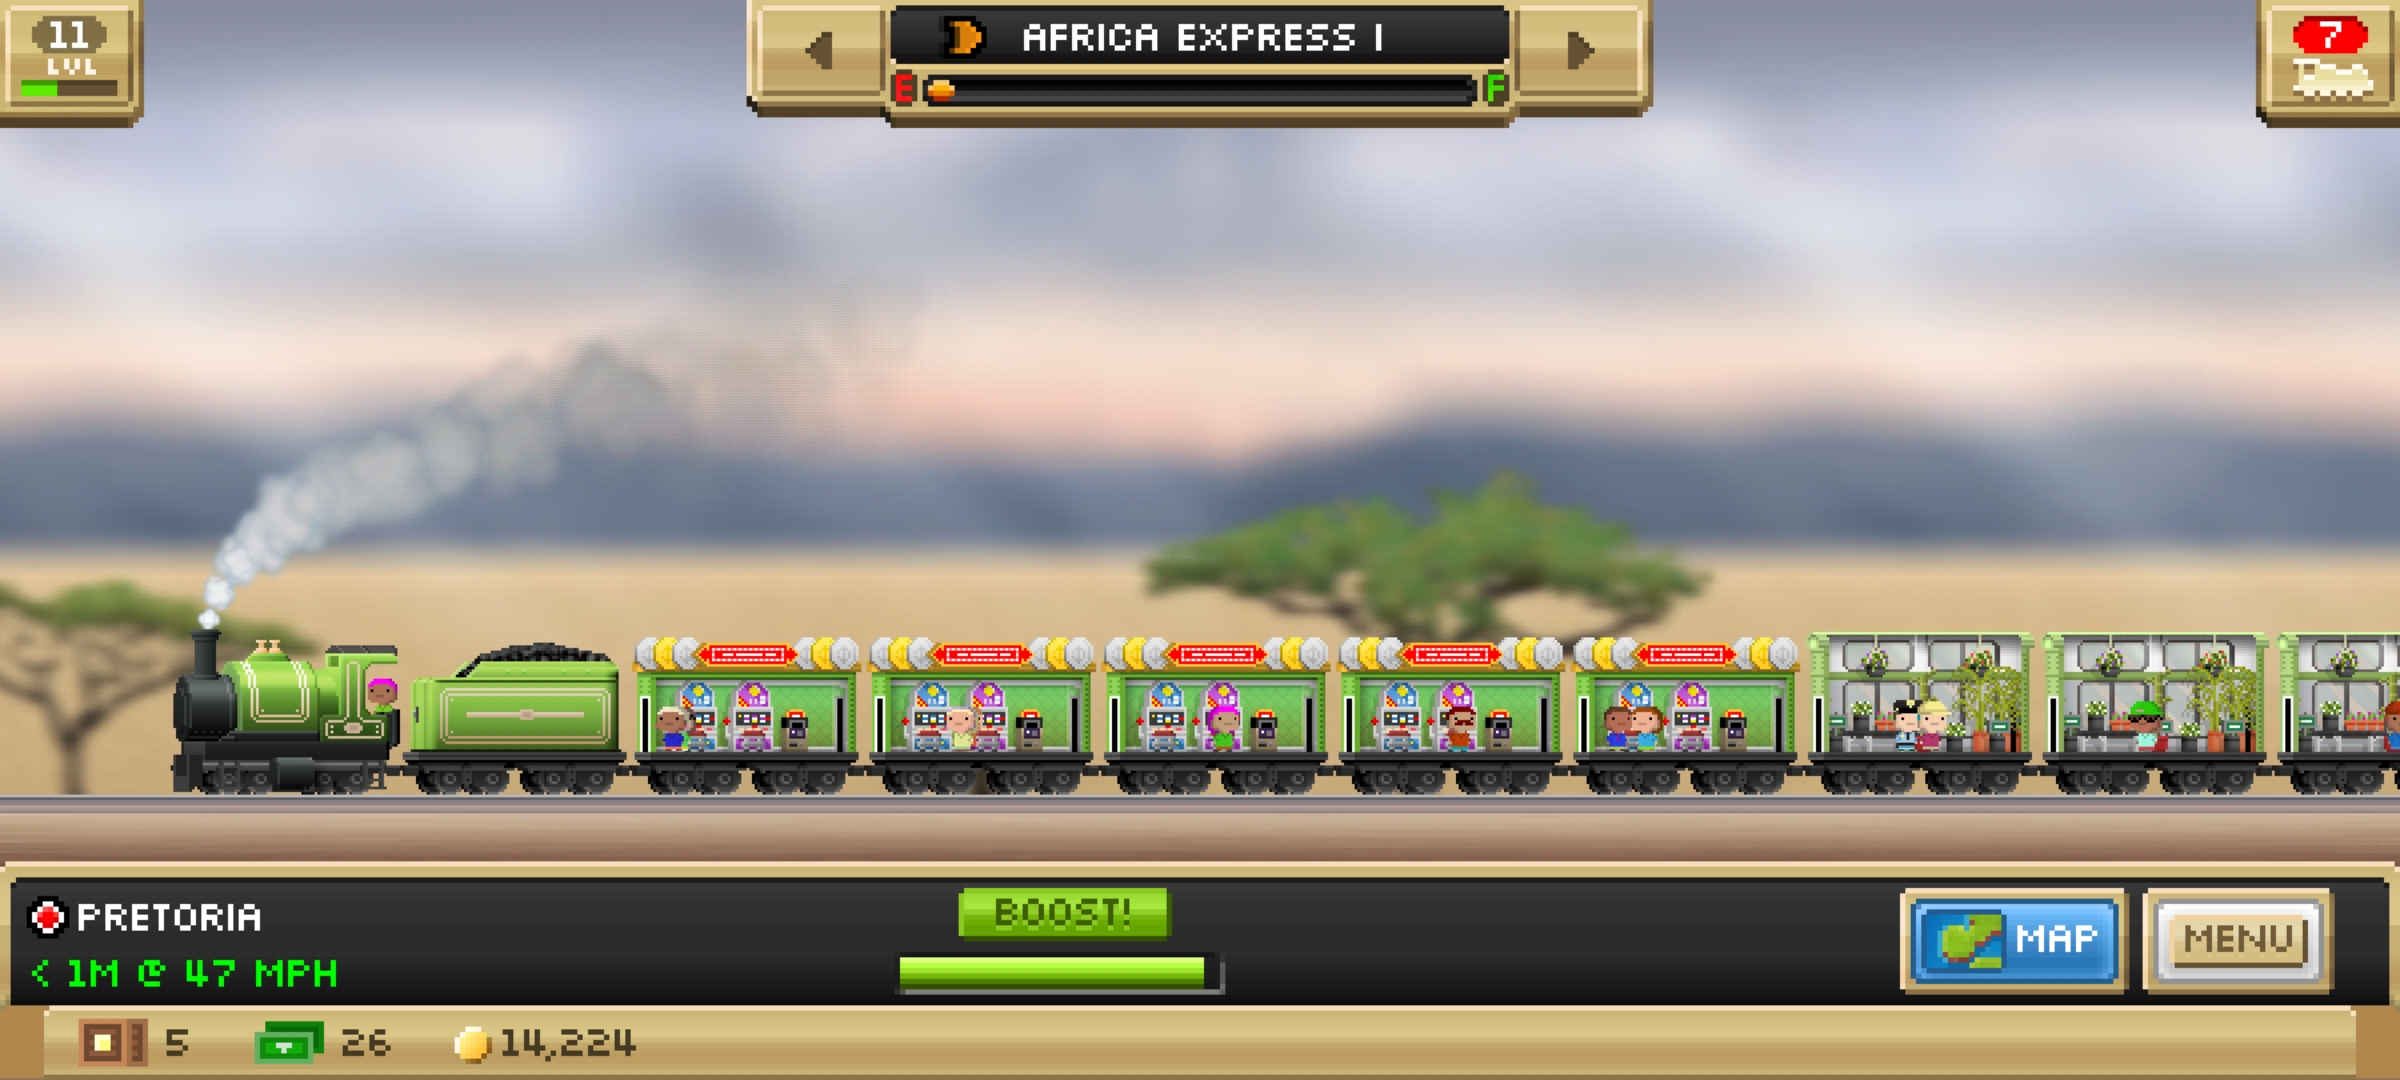 11
LVL
AFRICA EXPRESS I
E F
7
PRETORIA
< 1M @ 47 MPH
BOOST!
MAP
MENU
5 26 14,224